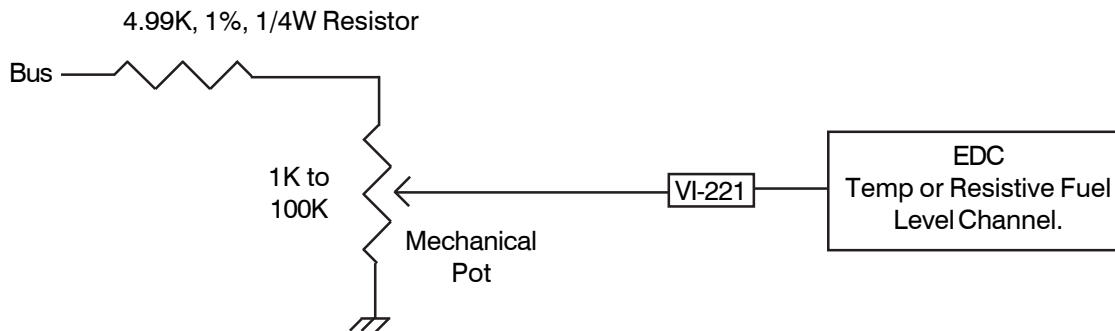 4.99K, 1%, 1/4W Resistor
Bus
1K to
100K
Mechanical
Pot
VI-221
EDC
Temp or Resistive Fuel
Level Channel.